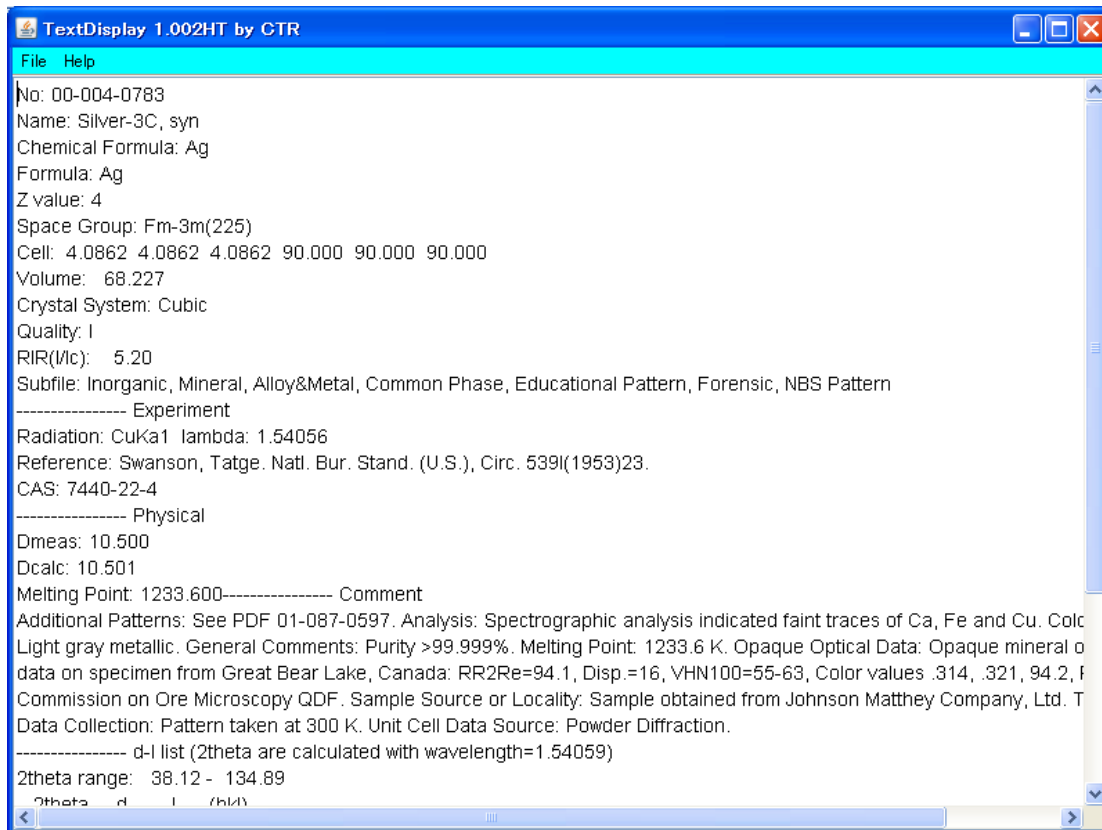 TextDisplay 1.002HT by CTR
File Help
No: 00-004-0783
Name: Silver-3C, syn
Chemical Formula: Ag
Formula: Ag
Z value: 4
Space Group: Fm-3m(225)
Cell: 4.0862 4.0862 4.0862 90.000 90.000 90.000
Volume: 68.227
Crystal System: Cubic
Quality: I
RIR(I/Ic): 5.20
Subfile: Inorganic, Mineral, Alloy&Metal, Common Phase, Educational Pattern, Forensic, NBS Pattern
---------------- Experiment
Radiation: CuKa1 lambda: 1.54056
Reference: Swanson, Tatge. Natl. Bur. Stand. (U.S.), Circ. 539I(1953)23.
CAS: 7440-22-4
---------------- Physical
Dmeas: 10.500
Dcalc: 10.501
Melting Point: 1233.600---------------- Comment
Additional Patterns: See PDF 01-087-0597. Analysis: Spectrographic analysis indicated faint traces of Ca, Fe and Cu.
Light gray metallic. General Comments: Purity >99.999%. Melting Point: 1233.6 K. Opaque Optical Data: Opaque mineral
data on specimen from Great Bear Lake, Canada: RR2Re=94.1, Disp.=16, VHN100=55-63, Color values .314, .321, 94.2,
Commission on Ore Microscopy QDF. Sample Source or Locality: Sample obtained from Johnson Matthey Company, Ltd. T
Data Collection: Pattern taken at 300 K. Unit Cell Data Source: Powder Diffraction.
---------------- d-I list (2theta are calculated with wavelength=1.54059)
2theta range: 38.12 - 134.89
2theta d I (hkl)